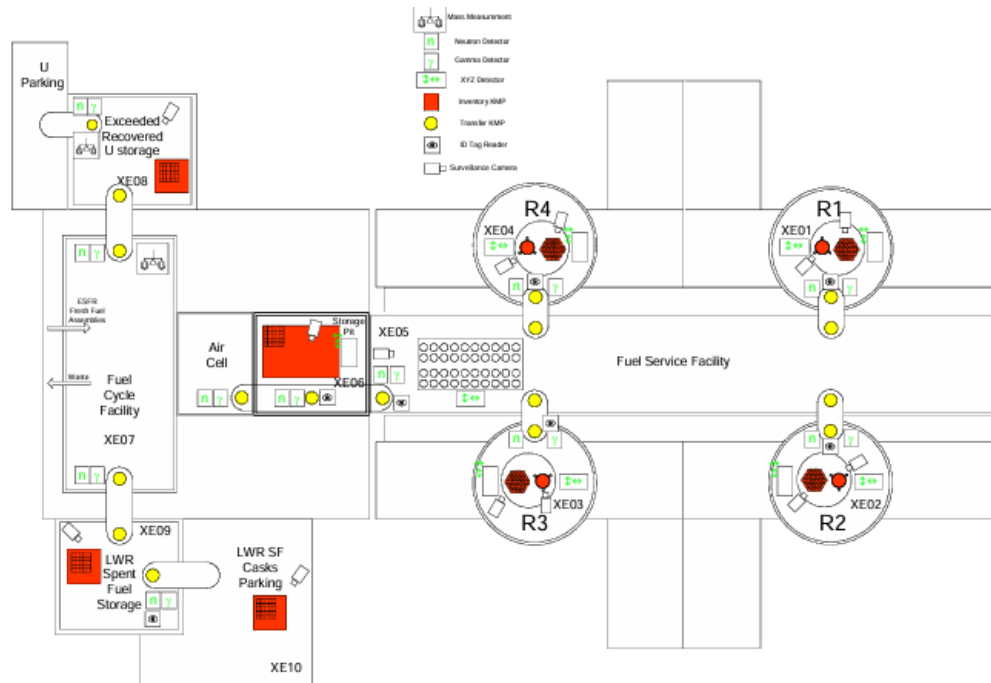 Mass Measurement
n
Neutron Detector
γ
Gamma Detector
XYZ Detector
Inventory KMP
Transfer KMP
ID Tag Reader
Surveillance Camera
U
Parking
n γ
Exceeded
Recovered
U storage
XE08
R4
XE04
n γ
R1
XE01
n γ
n γ
ESFR
Fresh Fuel
Assemblies
Waste
Fuel
Cycle
Facility
XE07
n γ
Air
Cell
n γ
Storage
Pit
XE06
n γ
XE05
n γ
Fuel Service Facility
n γ
XE03
R3
n γ
XE02
R2
XE09
LWR
Spent
Fuel
Storage
n γ
LWR SF
Casks
Parking
XE10